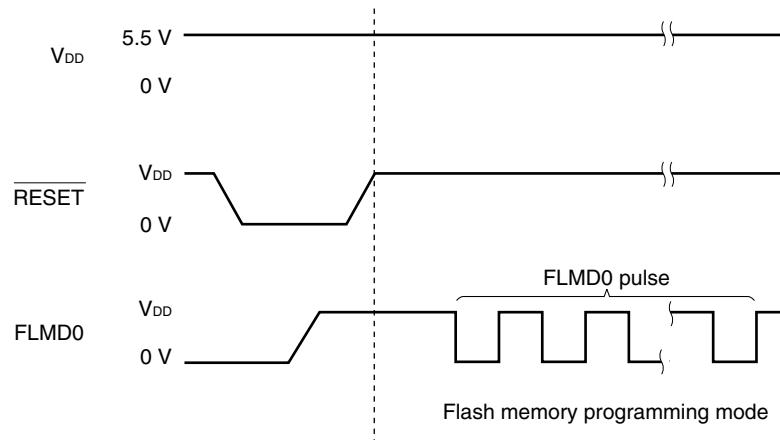 5.5 V
VDD
0 V
VDD
RESET
0 V
FLMD0 pulse
VDD
FLMD0
0 V
Flash memory programming mode